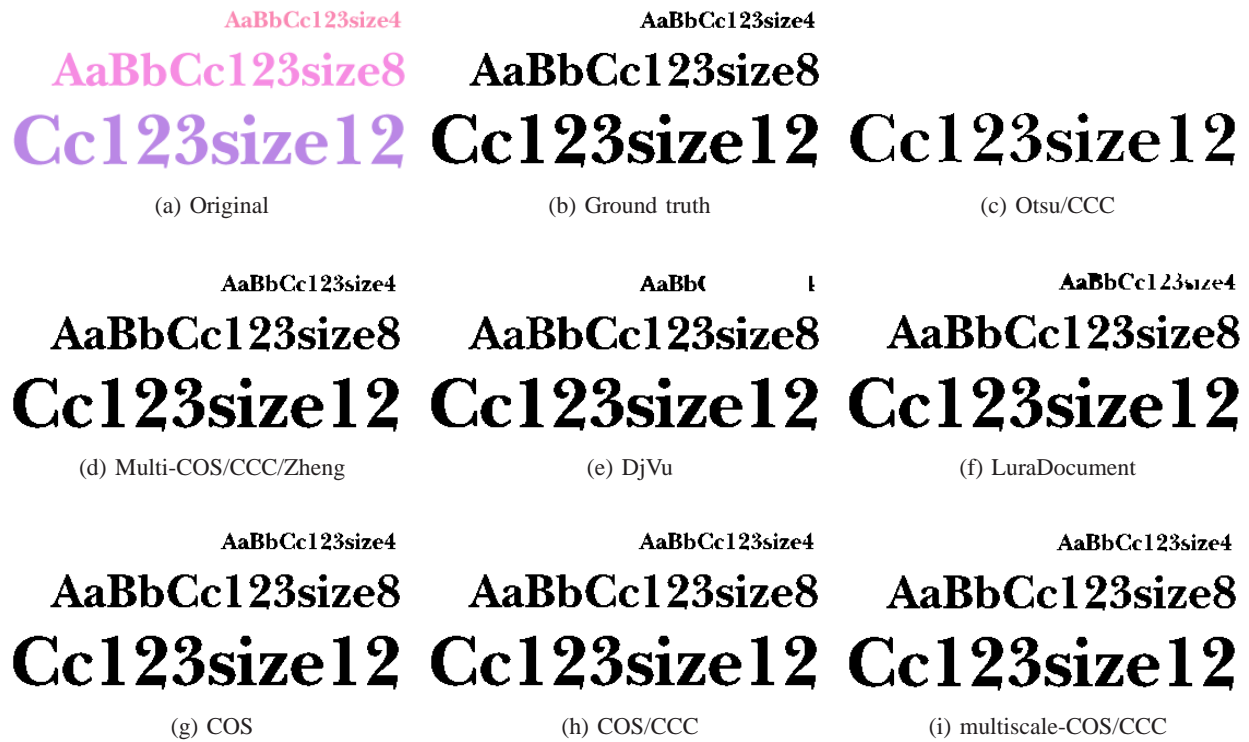 AaBbCc123size4
AaBbCc123size8
Cc123size12
(a) Original
AaBbCc123size4
AaBbCc123size8
Cc123size12
(b) Ground truth
Cc123size12
(c) Otsu/CCC
AaBbCc123size4
AaBbCc123size8
Cc123size12
(d) Multi-COS/CCC/Zheng
AaBb
AaBbCc123size8
Cc123size12
(e) DjVu
AaBbCc123size4
AaBbCc123size8
Cc123size12
(f) LuraDocument
AaBbCc123size4
AaBbCc123size8
Cc123size12
(g) COS
AaBbCc123size4
AaBbCc123size8
Cc123size12
(h) COS/CCC
AaBbCc123size4
AaBbCc123size8
Cc123size12
(i) multiscale-COS/CCC